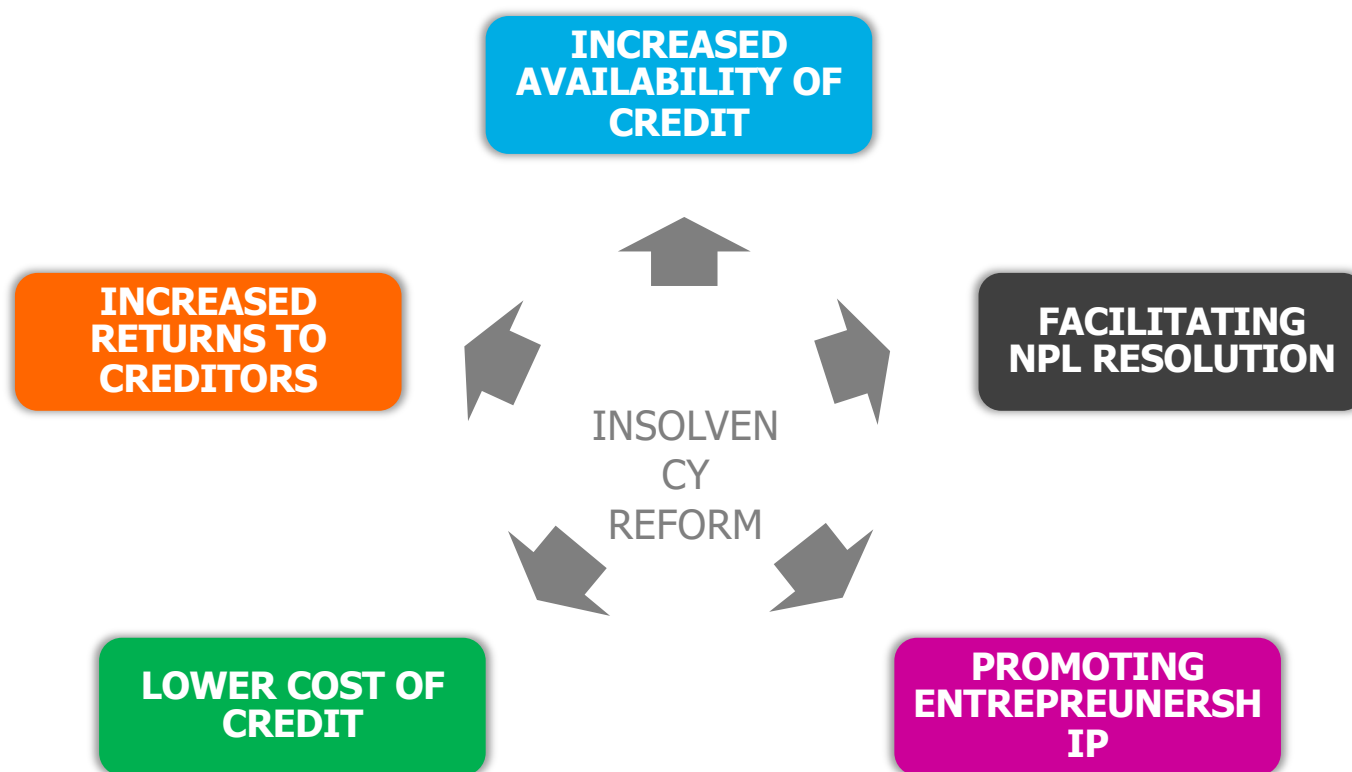 INCREASED
AVAILABILITY OF
CREDIT
INCREASED
RETURNS TO
CREDITORS
FACILITATING
NPL RESOLUTION
INSOLVEN
CY
REFORM
LOWER COST OF
CREDIT
PROMOTING
ENTREPREUNERSH
IP